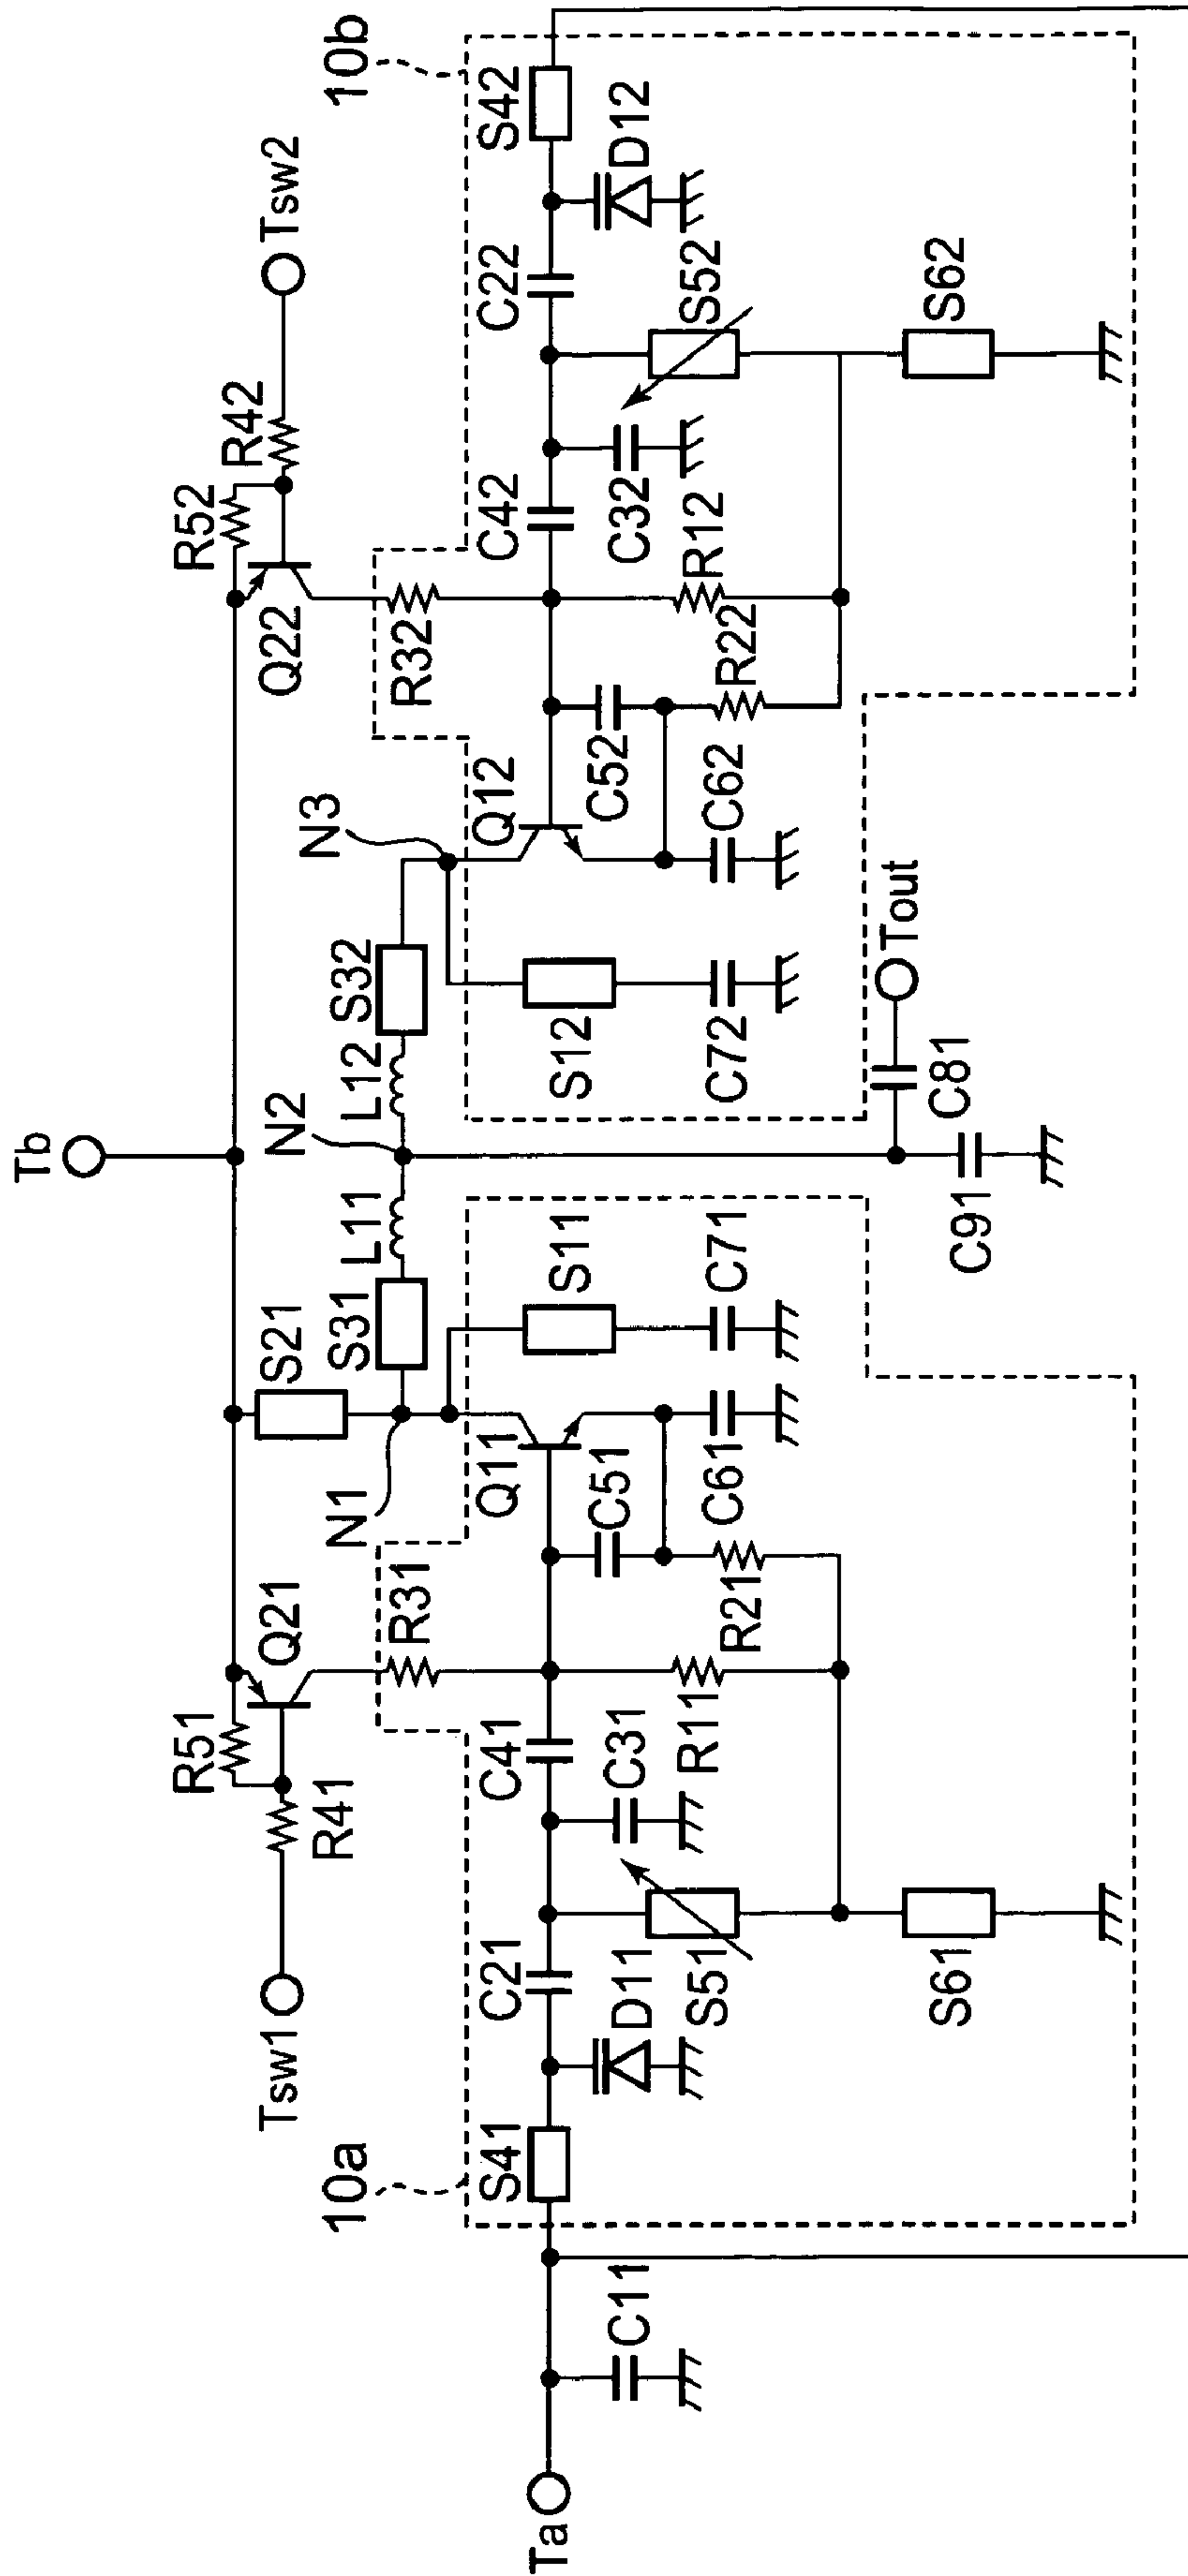 Tb
Tsw1
R41
R51
Q21
R31
S21
N1
S31
L11
N2
L12
S32
N3
R32
Q22
R52
R42
Tsw2
10a
10b
Ta
C11
S41
D11
C21
S51
S61
C31
C41
R11
R21
C51
Q11
C61
S11
C71
C91
C81
Tout
S12
C72
Q12
C62
C52
R22
R12
C42
C32
S52
S62
C22
D12
S42